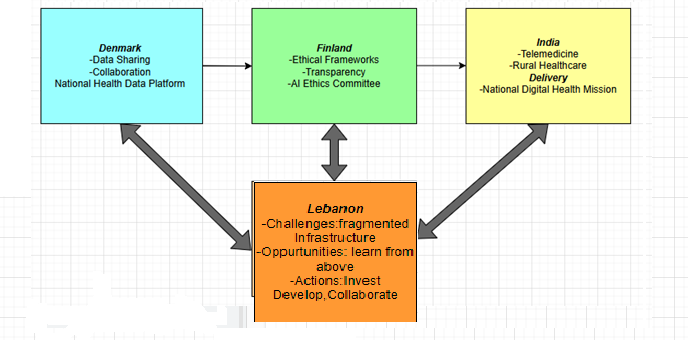 Denmark
-Data Sharing
-Collaboration
National Health Data Platform
Finland
-Ethical Frameworks
-Transparency
-AI Ethics Committee
India
-Telemedicine
-Rural Healthcare
Delivery
-National Digital Health Mission
Lebanon
-Challenges:fragmented
Infrastructure
-Oppurtunities: learn from
above
-Actions:Invest
Develop,Collaborate